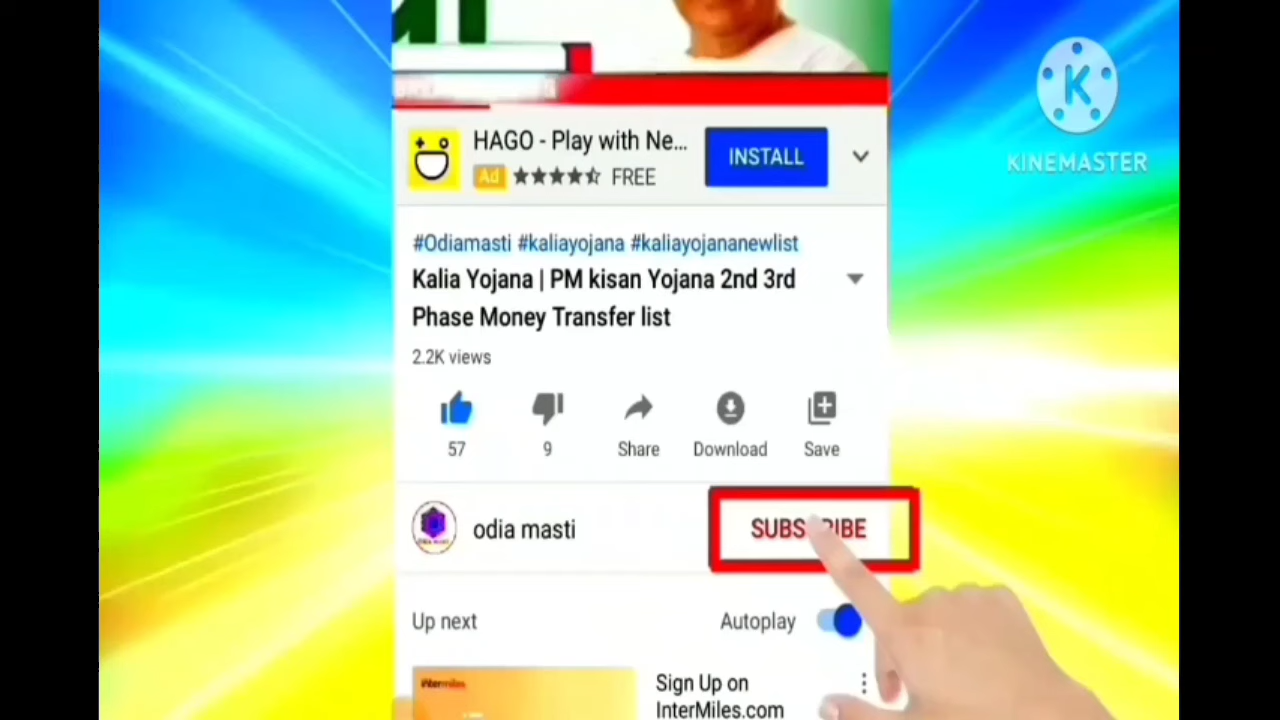 KINEMASTER
HAGO - Play with Ne...
INSTALL
Ad
FREE
#Odiamasti #kaliayojana #kaliayojananewlist
Kalia Yojana | PM kisan Yojana 2nd 3rd
Phase Money Transfer list
2.2K views
57
9
Share
Download
Save
odia masti
SUBSCRIBE
Up next
Autoplay
intermiles
Sign Up on
InterMiles.com